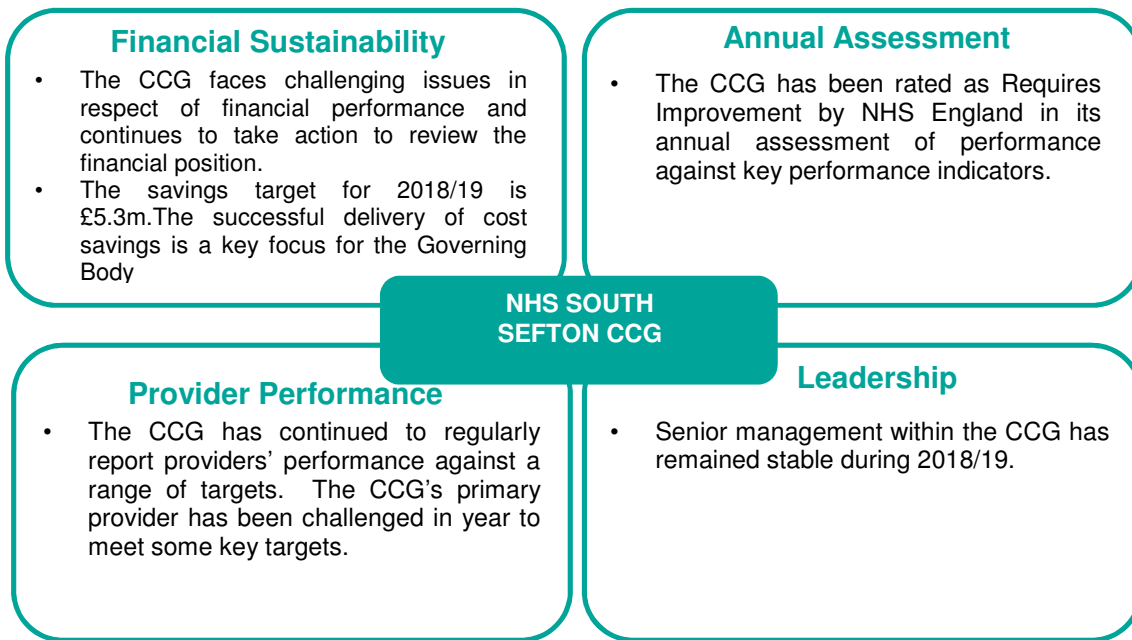 Financial Sustainability
• The CCG faces challenging issues in
respect of financial performance and
continues to take action to review the
financial position.
• The savings target for 2018/19 is
£5.3m.The successful delivery of cost
savings is a key focus for the Governing
Body
Annual Assessment
• The CCG has been rated as Requires
Improvement by NHS England in its
annual assessment of performance
against key performance indicators.
NHS SOUTH
SEFTON CCG
Provider Performance
• The CCG has continued to regularly
report providers’ performance against a
range of targets. The CCG’s primary
provider has been challenged in year to
meet some key targets.
Leadership
• Senior management within the CCG has
remained stable during 2018/19.